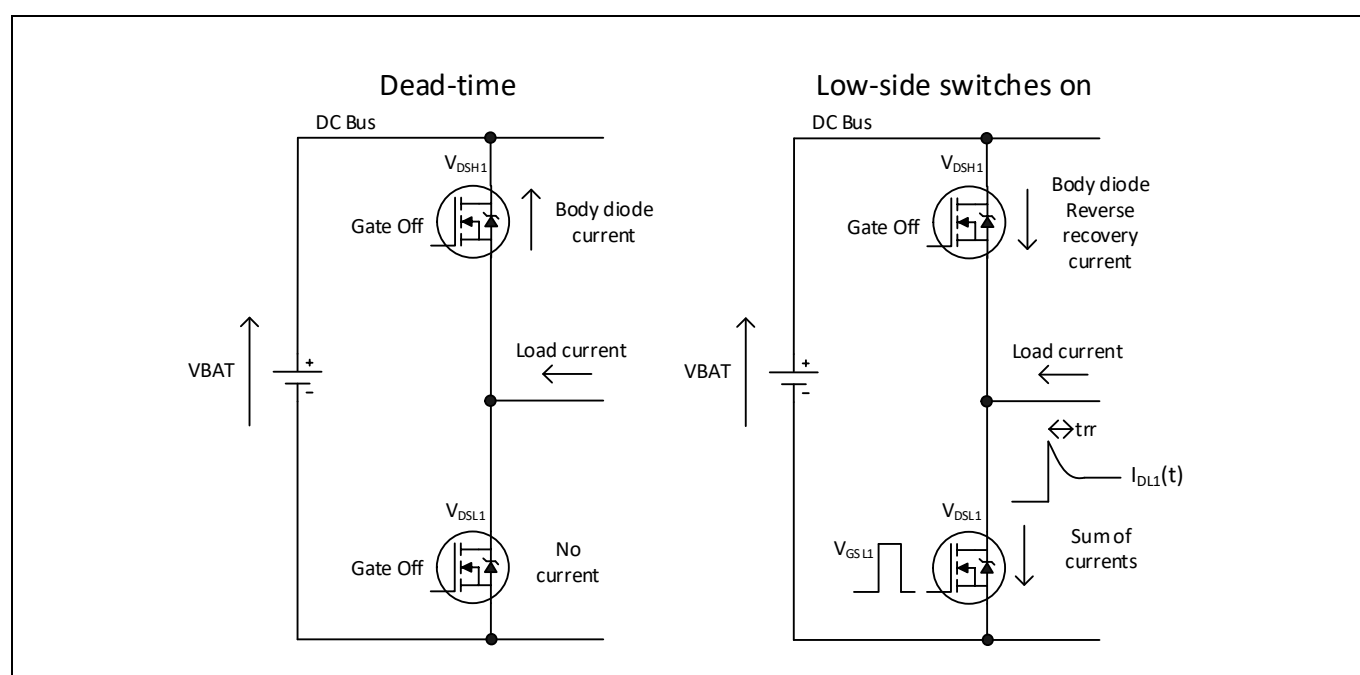 Dead-time
DC Bus
VDSH1
Gate Off
Body diode
current
VBAT
+
-
Load current
VDSL1
Gate Off
No
current
Low-side switches on
DC Bus
VDSH1
Gate Off
Body diode
Reverse
recovery
current
VBAT
+
-
Load current
trr
IDL1(t)
VDSL1
VGSL1
Sum of
currents